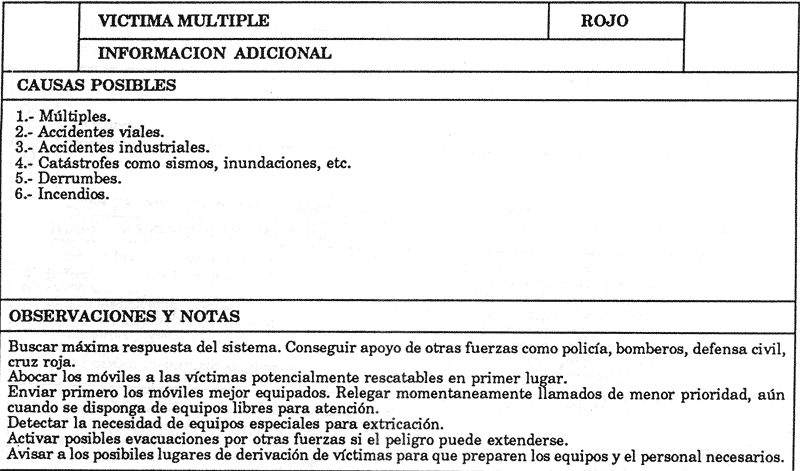 VICTIMA MULTIPLE
ROJO
INFORMACION ADICIONAL
CAUSAS POSIBLES
1.- Múltiples.
2.- Accidentes viales.
3.- Accidentes industriales.
4.- Catástrofes como sismos, inundaciones, etc.
5.- Derrumbes.
6.- Incendios.
OBSERVACIONES Y NOTAS
Buscar máxima respuesta del sistema. Conseguir apoyo de otras fuerzas como policía, bomberos, defensa civil,
cruz roja.
Abocar los móviles a las víctimas potencialmente rescatables en primer lugar.
Enviar primero los móviles mejor equipados. Relegar momentaneamente llamados de menor prioridad, aún
cuando se disponga de equipos libres para atención.
Detectar la necesidad de equipos especiales para extricación.
Activar posibles evacuaciones por otras fuerzas si el peligro puede extenderse.
Avisar a los posibiles lugares de derivación de víctimas para que preparen los equipos y el personal necesarios.